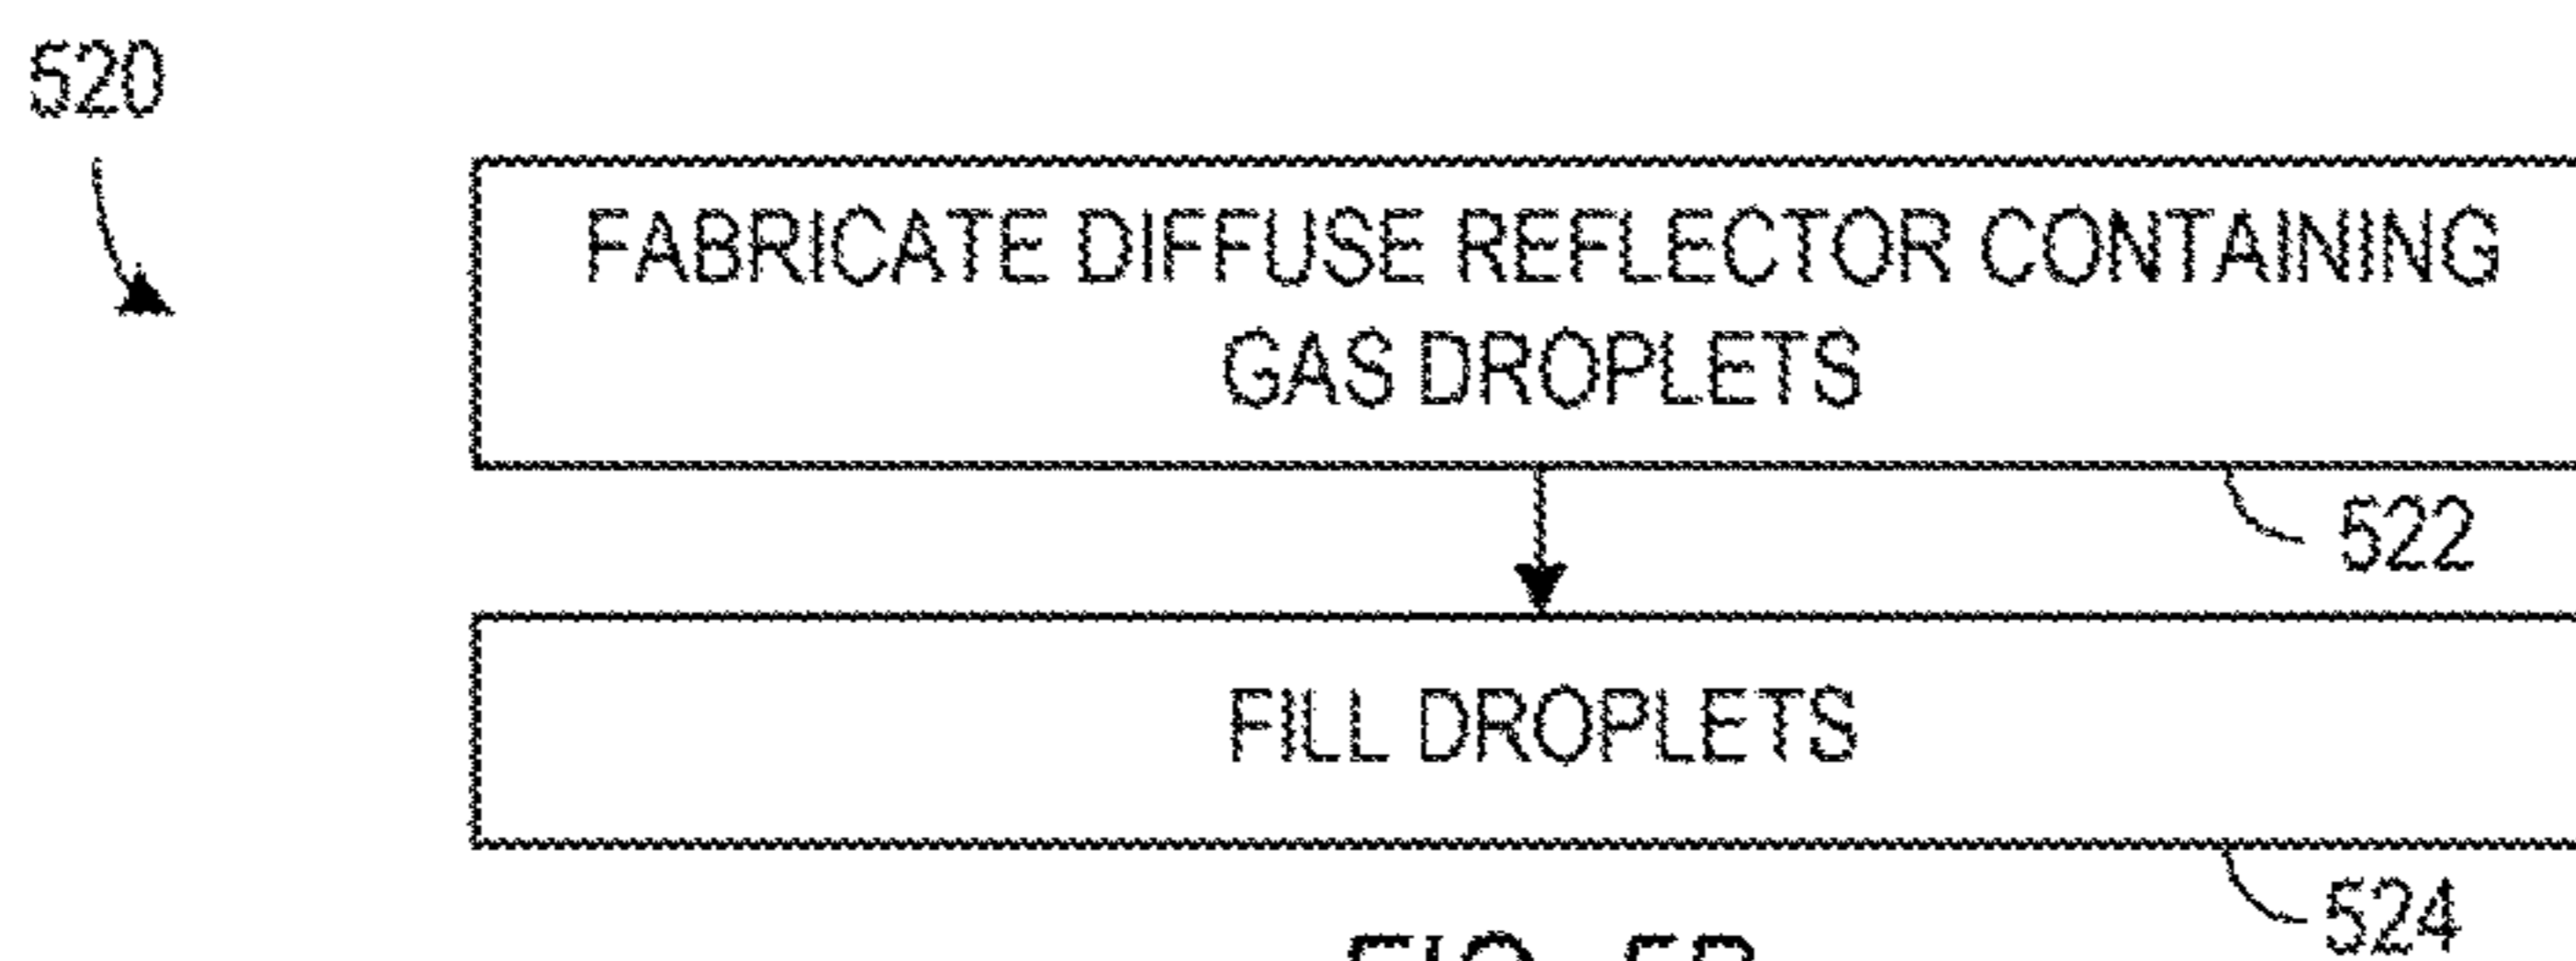 520
FABRICATE DIFFUSE REFLECTOR CONTAINING
GAS DROPLETS
522
FILL DROPLETS
524